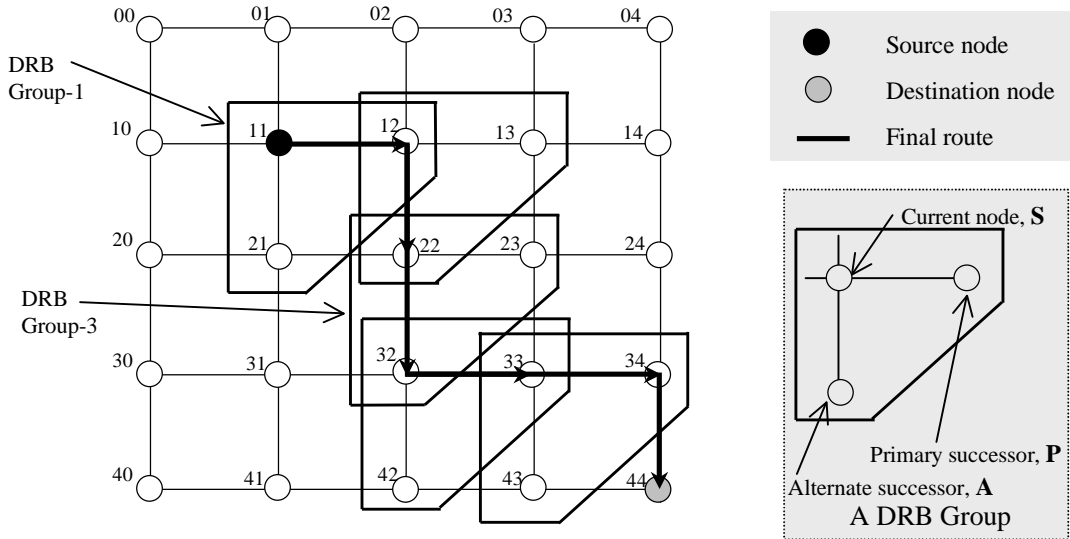 00
01
02
03
04
DRB
Group-1
10
11
12
13
14
20
21
22
23
24
DRB
Group-3
30
31
32
33
34
40
41
42
43
44
Source node
Destination node
Final route
Current node, S
Primary successor, P
Alternate successor, A
A DRB Group